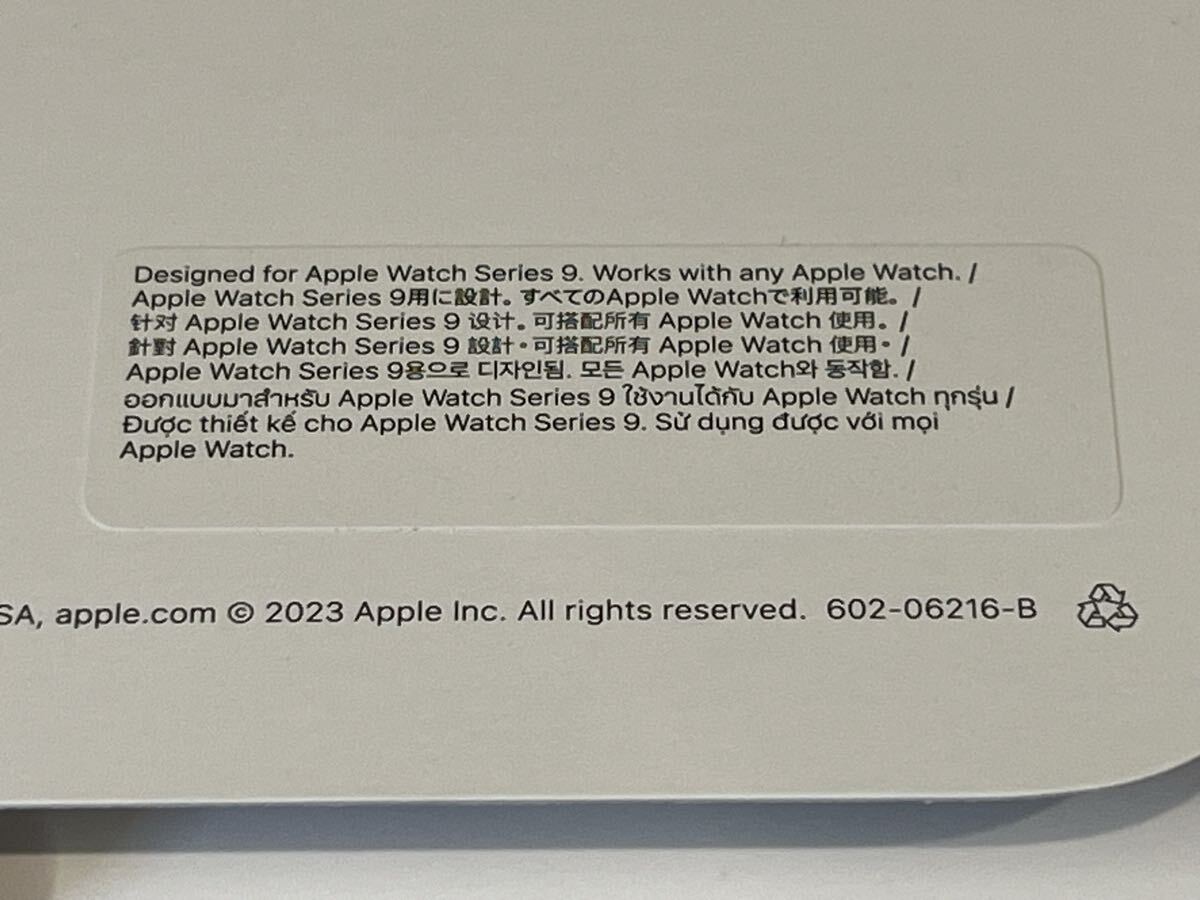 Designed for Apple Watch Series 9. Works with any Apple Watch. /
Apple Watch Series 9用に設計。すべてのApple Watchで利用可能。 /
针对 Apple Watch Series 9 设计。可搭配所有 Apple Watch 使用。 /
針對 Apple Watch Series 9 設計。可搭配所有 Apple Watch 使用。 /
Apple Watch Series 9용으로 디자인됨. 모든 Apple Watch와 동작함. /
ออกแบบมาสำหรับ Apple Watch Series 9 ใช้งานได้กับ Apple Watch ทุกรุ่น /
Được thiết kế cho Apple Watch Series 9. Sử dụng được với mọi
Apple Watch.
SA, apple.com © 2023 Apple Inc. All rights reserved. 602-06216-B